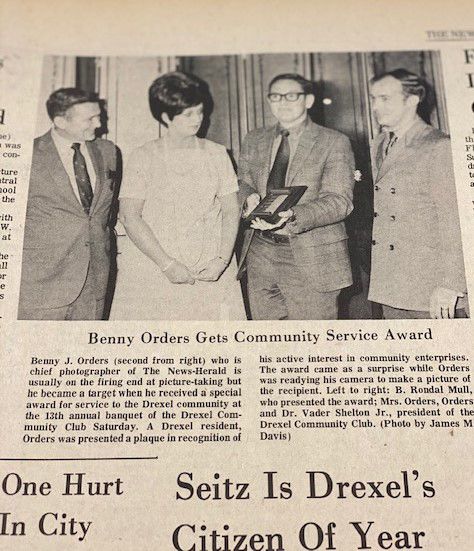 THE NEW
Benny Orders Gets Community Service Award
Benny J. Orders (second from right) who is
chief photographer of The News-Herald is
usually on the firing end at picture-taking but
he became a target when he received a special
award for service to the Drexel community at
the 13th annual banquet of the Drexel Com-
munity Club Saturday. A Drexel resident,
Orders was presented a plaque in recognition of
his active interest in community enterprises.
The award came as a surprise while Orders
was readying his camera to make a picture of
the recipient. Left to right: B. Rondal Mull,
who presented the award; Mrs. Orders, Orders
and Dr. Vader Shelton Jr., president of the
Drexel Community Club. (Photo by James M
Davis)
One Hurt
In City
Seitz Is Drexel's
Citizen Of Year